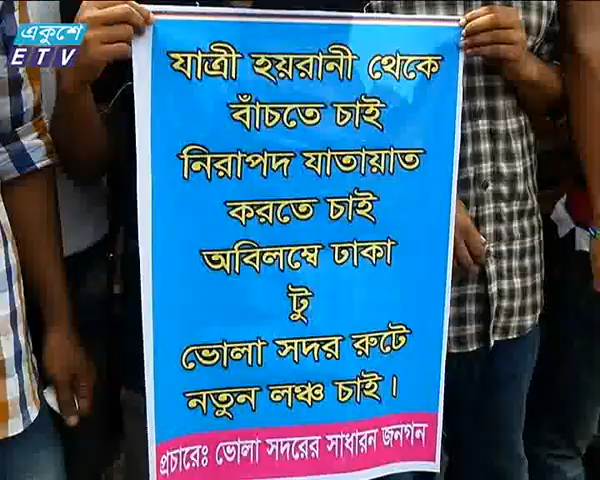 একুশে
ETV
যাত্রী হয়রানী থেকে
বাঁচতে চাই
নিরাপদ যাতায়াত
করতে চাই
অবিলম্বে ঢাকা
টু
ভোলা সদর রুটে
নতুন লঞ্চ চাই।
প্রচারেঃ ভোলা সদরের সাধারন জনগন